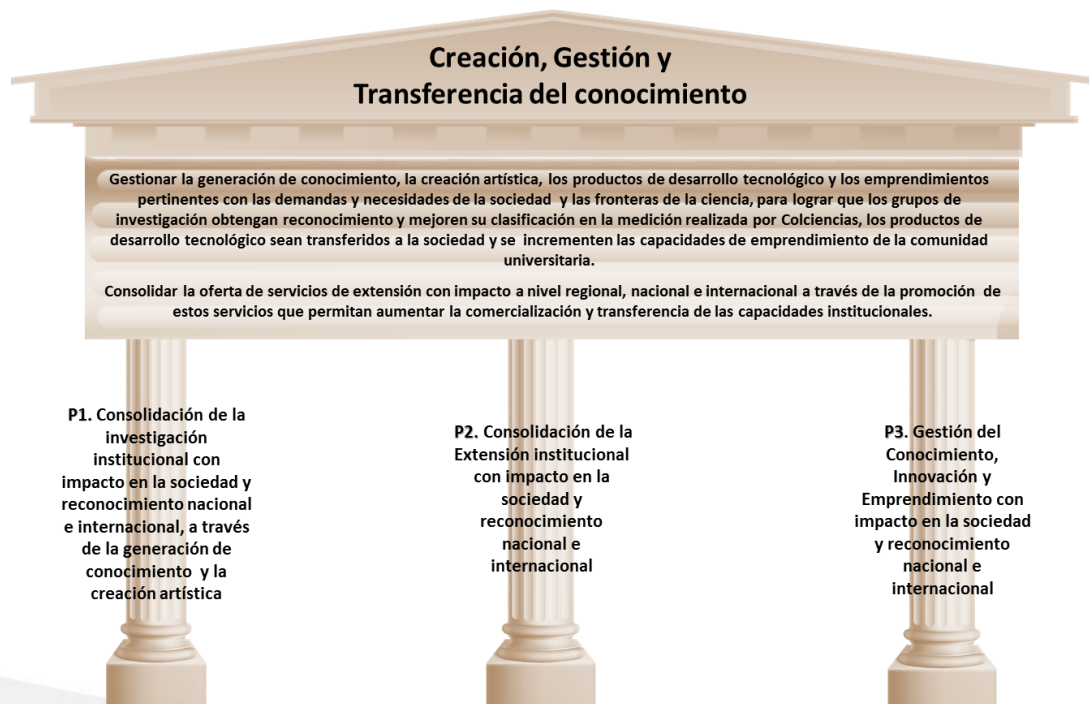 Creación, Gestión y
Transferencia del conocimiento
Gestionar la generación de conocimiento, la creación artística, los productos de desarrollo tecnológico y los emprendimientos
pertinentes con las demandas y necesidades de la sociedad y las fronteras de la ciencia, para lograr que los grupos de
investigación obtengan reconocimiento y mejoren su clasificación en la medición realizada por Colciencias, los productos de
desarrollo tecnológico sean transferidos a la sociedad y se incrementen las capacidades de emprendimiento de la comunidad
universitaria.
Consolidar la oferta de servicios de extensión con impacto a nivel regional, nacional e internacional a través de la promoción de
estos servicios que permitan aumentar la comercialización y transferencia de las capacidades institucionales.
P1. Consolidación de la
investigación
institucional con
impacto en la sociedad y
reconocimiento nacional
e internacional, a través
de la generación de
conocimiento y la
creación artística
P2. Consolidación de la
Extensión institucional
con impacto en la
sociedad y
reconocimiento
nacional e
internacional
P3. Gestión del
Conocimiento,
Innovación y
Emprendimiento con
impacto en la sociedad
y reconocimiento
nacional e
internacional